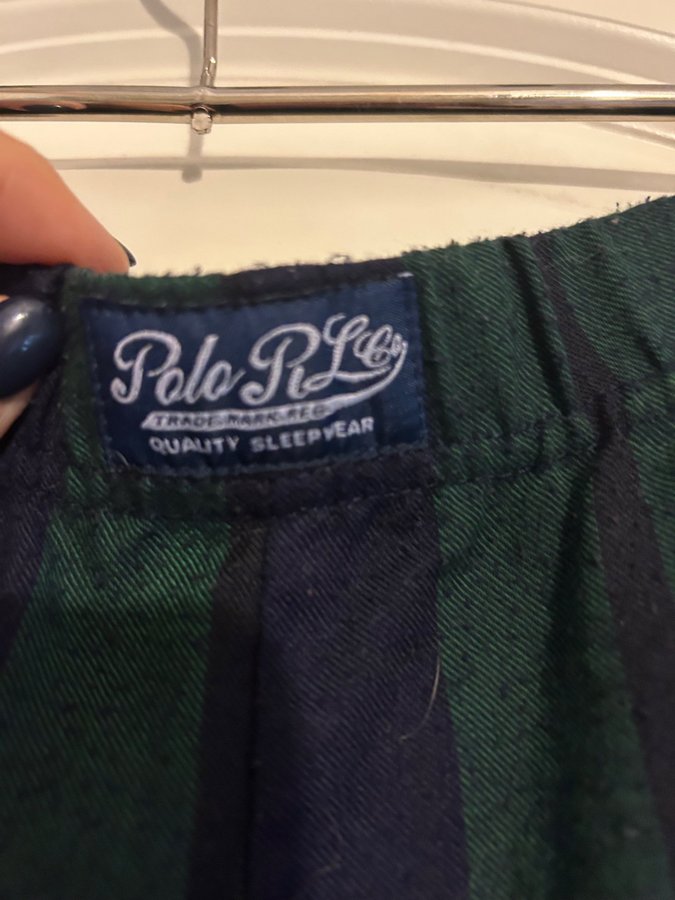 Polo RL Co.
TRADE MARK REG
QUALITY SLEEPWEAR